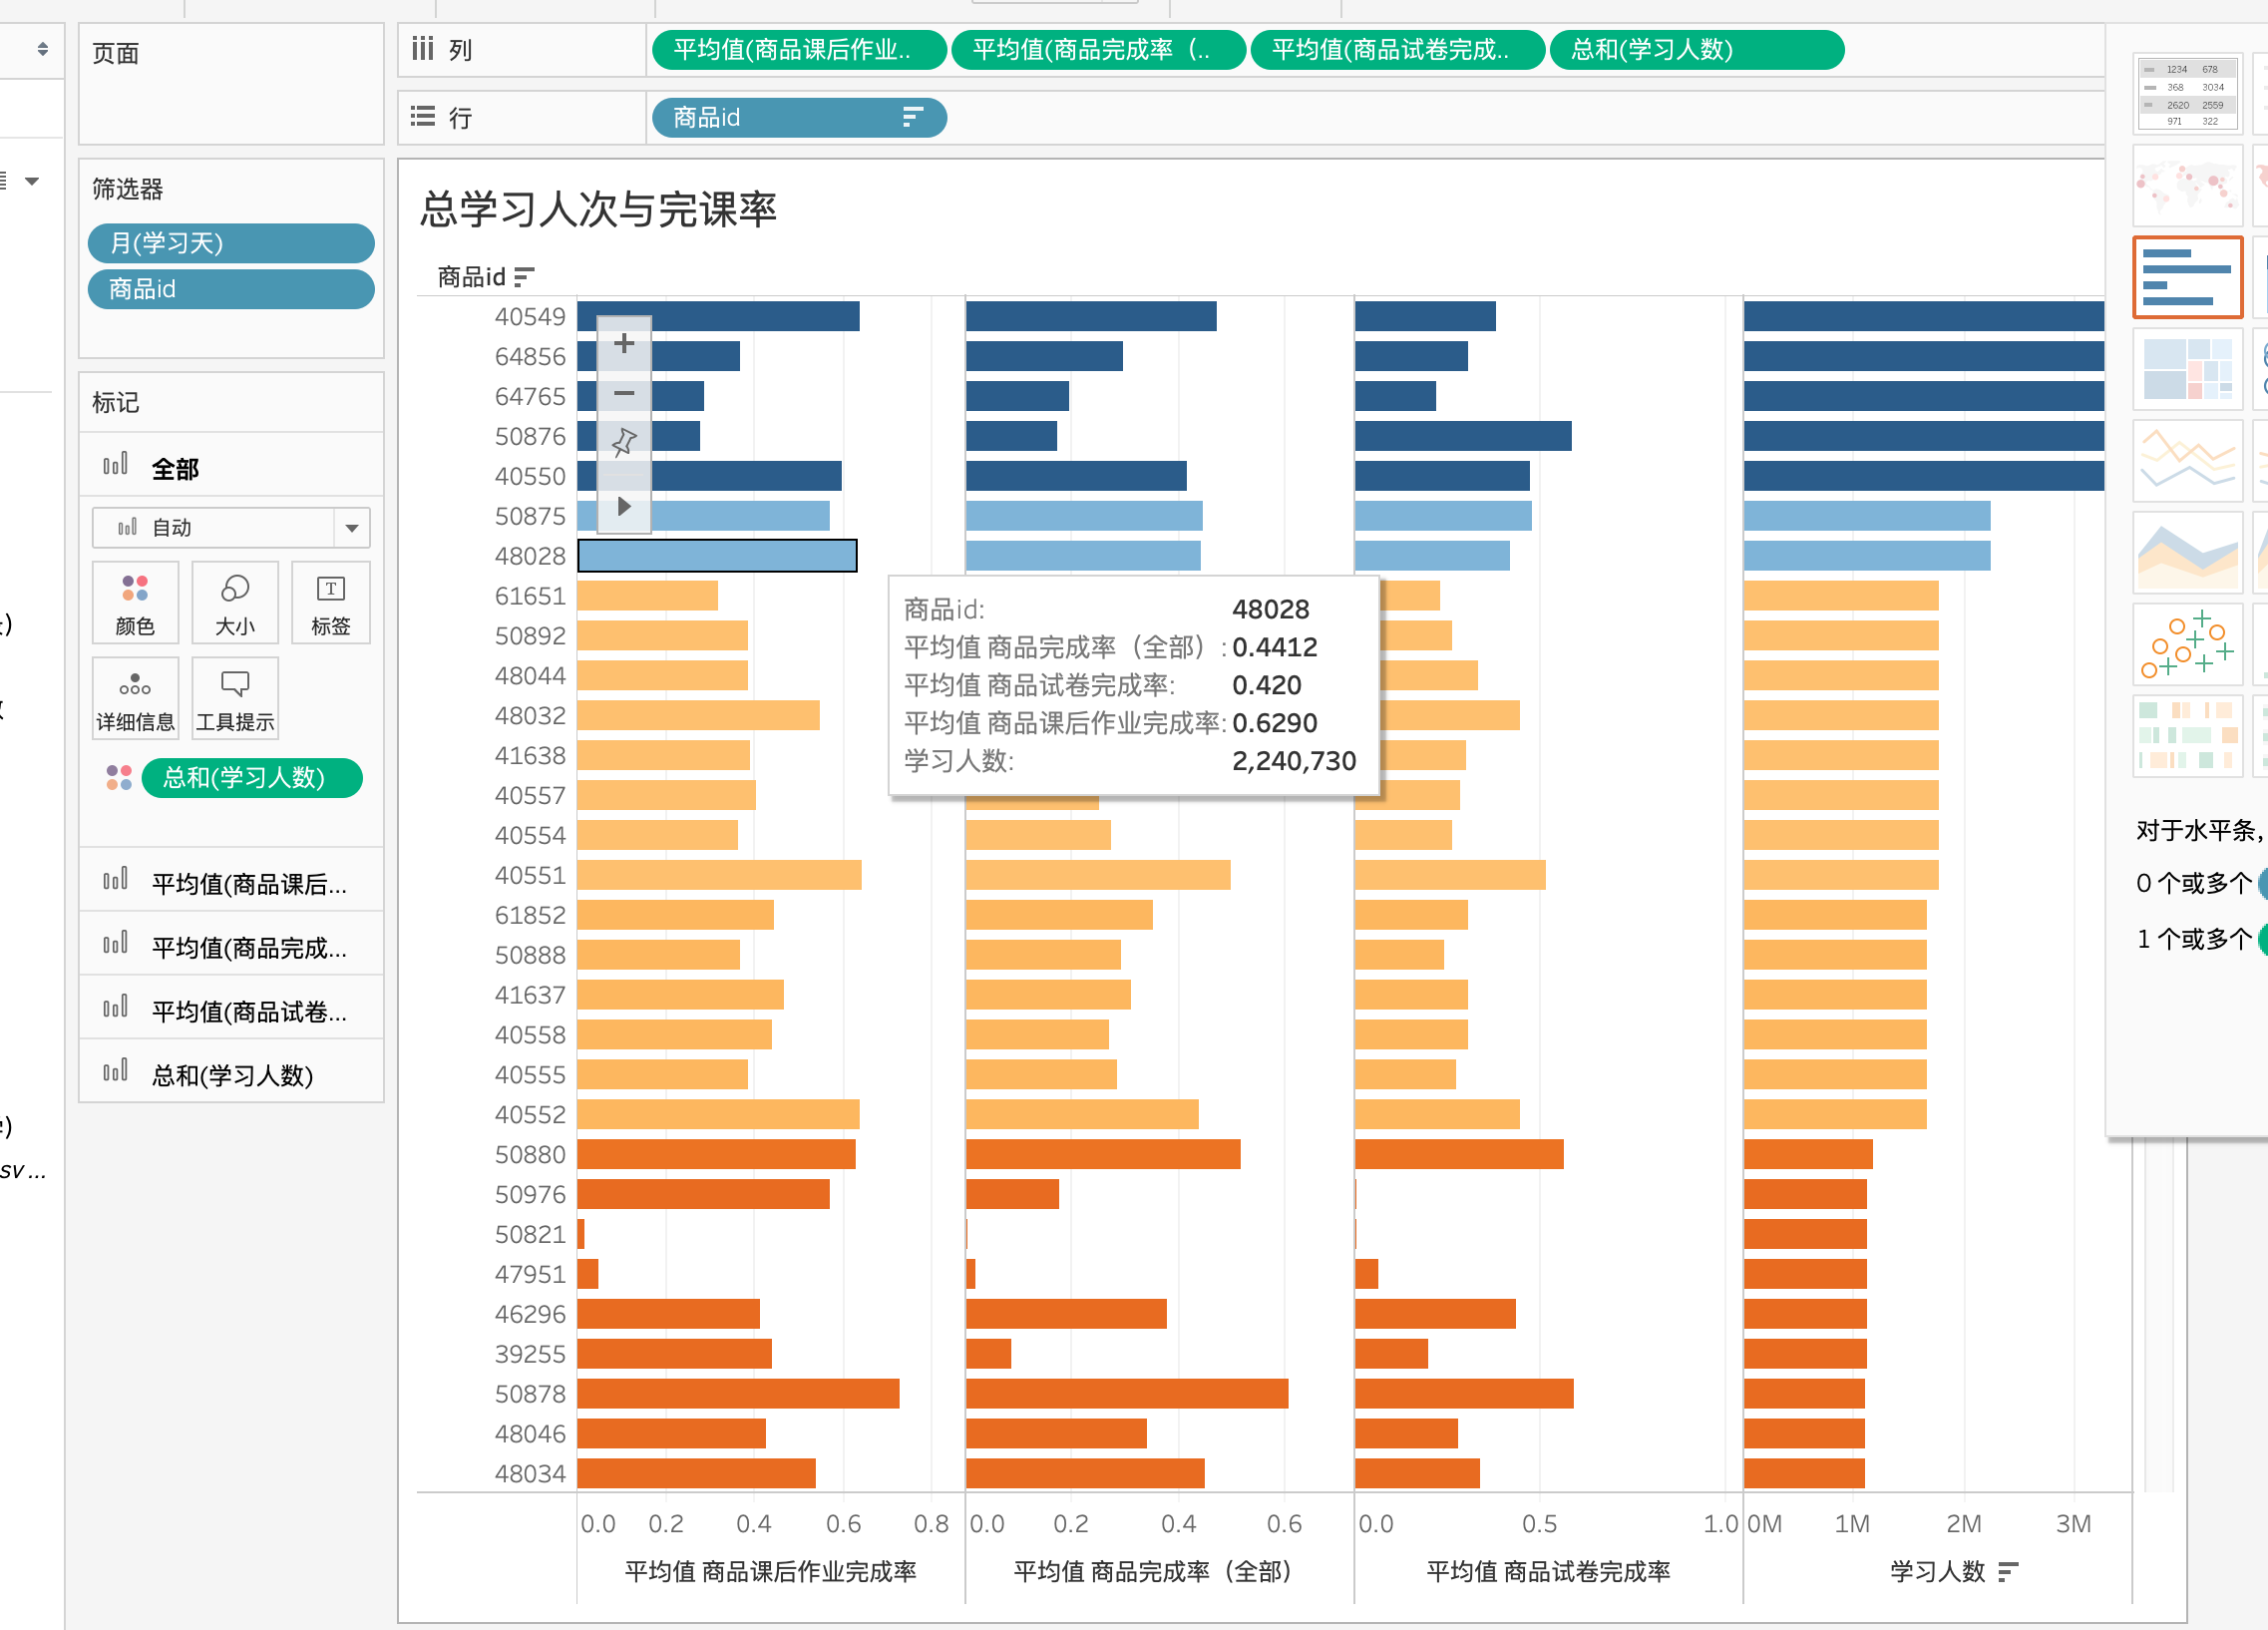 页面
列
平均值(商品课后作业..
平均值(商品完成率（..
平均值(商品试卷完成..
总和(学习人数)
行
商品id
筛选器
月(学习天)
商品id
标记
全部
自动
颜色
大小
标签
详细信息
工具提示
总和(学习人数)
平均值(商品课后...
平均值(商品完成...
平均值(商品试卷...
总和(学习人数)
sv ...
总学习人次与完课率
商品id
40549
64856
64765
50876
40550
50875
48028
61651
50892
48044
48032
41638
40557
40554
40551
61852
50888
41637
40558
40555
40552
50880
50976
50821
47951
46296
39255
50878
48046
48034
商品id: 48028
平均值 商品完成率（全部）: 0.4412
平均值 商品试卷完成率: 0.420
平均值 商品课后作业完成率: 0.6290
学习人数: 2,240,730
0.0 0.2 0.4 0.6 0.8
0.0 0.2 0.4 0.6
0.0 0.5 1.0
0M 1M 2M 3M
平均值 商品课后作业完成率
平均值 商品完成率（全部）
平均值 商品试卷完成率
学习人数
1234 678
368 3034
2620 2559
971 322
对于水平条,
0 个或多个
1 个或多个